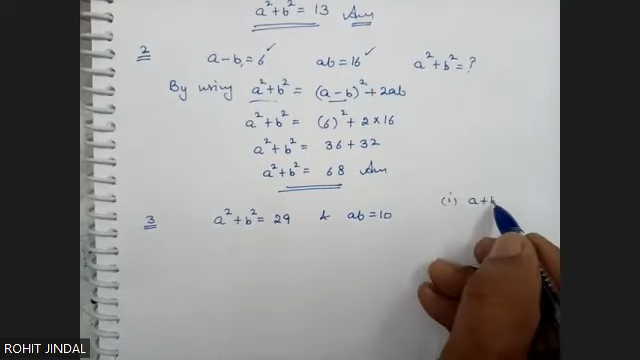 a² + b² = 13 Ans
2 a - b = 6 ✓ ab = 16 ✓ a² + b² = ?
By using a² + b² = (a - b)² + 2ab
a² + b² = (6)² + 2 × 16
a² + b² = 36 + 32
a² + b² = 68 Ans
3 a² + b² = 29 & ab = 10 (i) a + b
ROHIT JINDAL